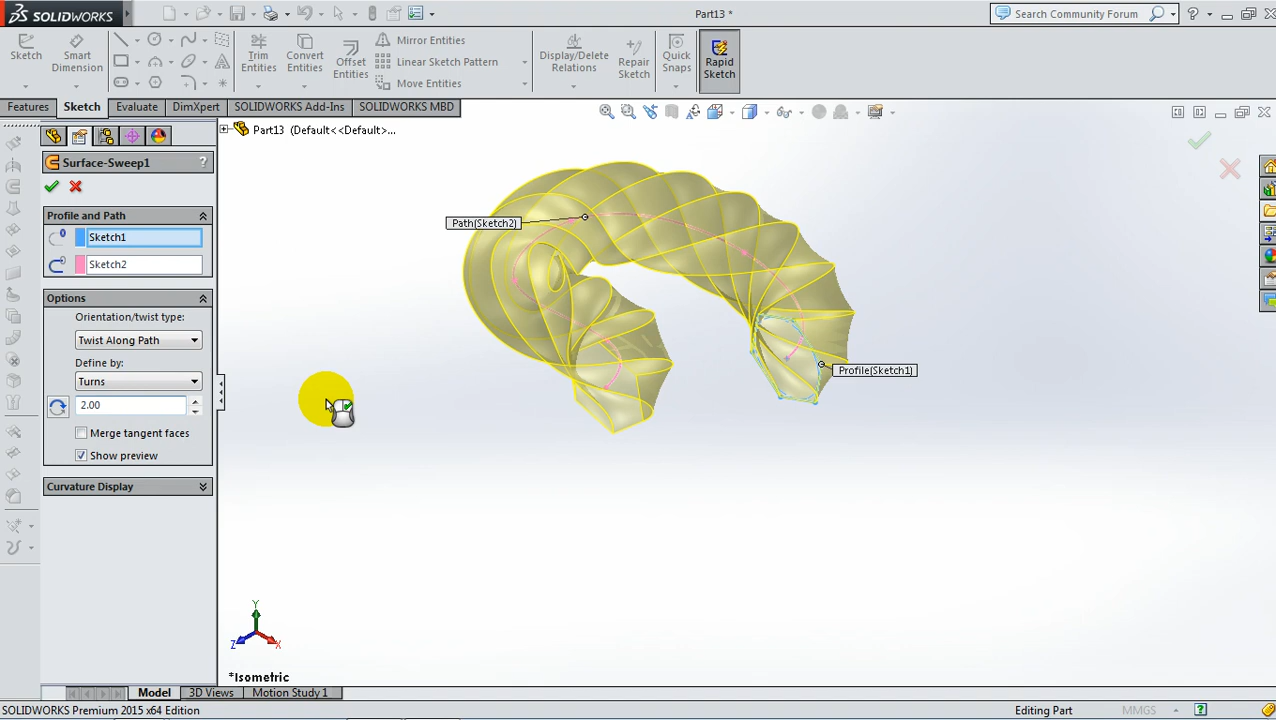 SOLIDWORKS
Part13 *
Search Community Forum
?
Sketch
Smart Dimension
Trim Entities
Convert Entities
Offset Entities
Mirror Entities
Linear Sketch Pattern
Move Entities
Display/Delete Relations
Repair Sketch
Quick Snaps
Rapid Sketch
Features
Sketch
Evaluate
DimXpert
SOLIDWORKS Add-Ins
SOLIDWORKS MBD
Part13 (Default<<Default>...
Surface-Sweep1
?
Profile and Path
Sketch1
Sketch2
Options
Orientation/twist type:
Twist Along Path
Define by:
Turns
2.00
Merge tangent faces
Show preview
Curvature Display
Path(Sketch2)
Profile(Sketch1)
Y
Z
X
*Isometric
Model
3D Views
Motion Study 1
SOLIDWORKS Premium 2015 x64 Edition
Editing Part
MMGS
?